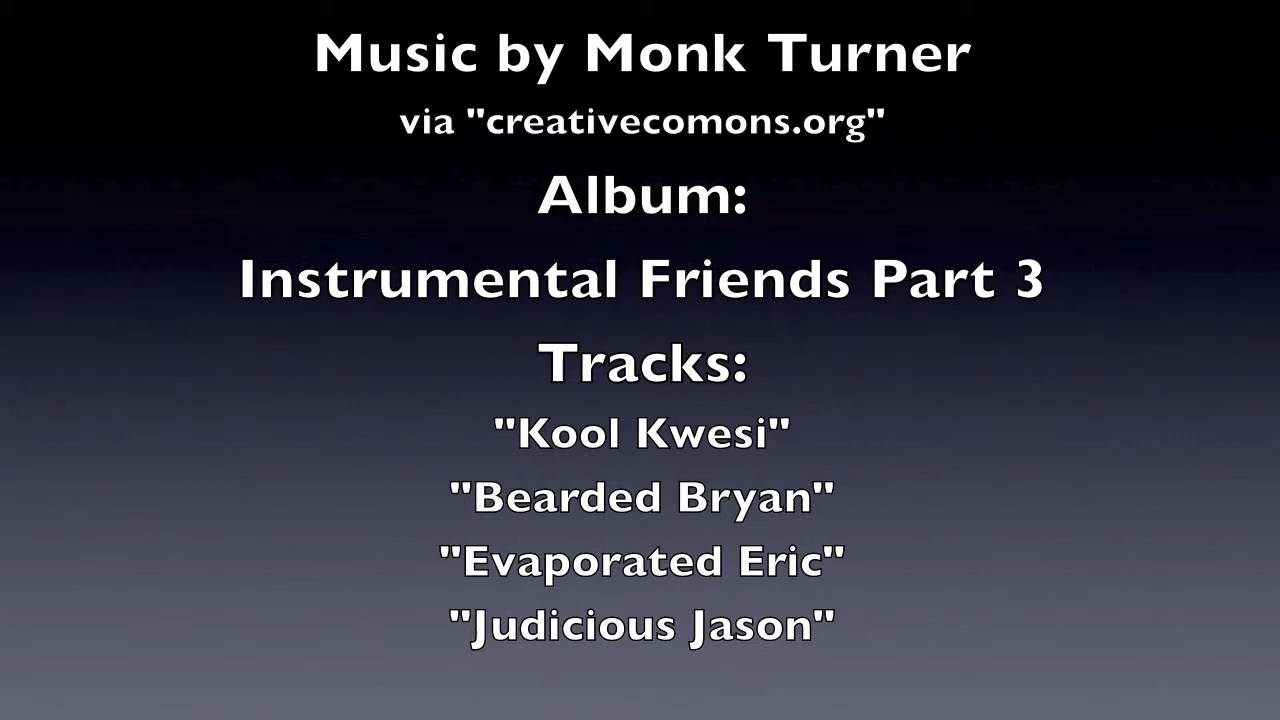 Music by Monk Turner
via "creativecomons.org"
Album:
Instrumental Friends Part 3
Tracks:
"Kool Kwesi"
"Bearded Bryan"
"Evaporated Eric"
"Judicious Jason"